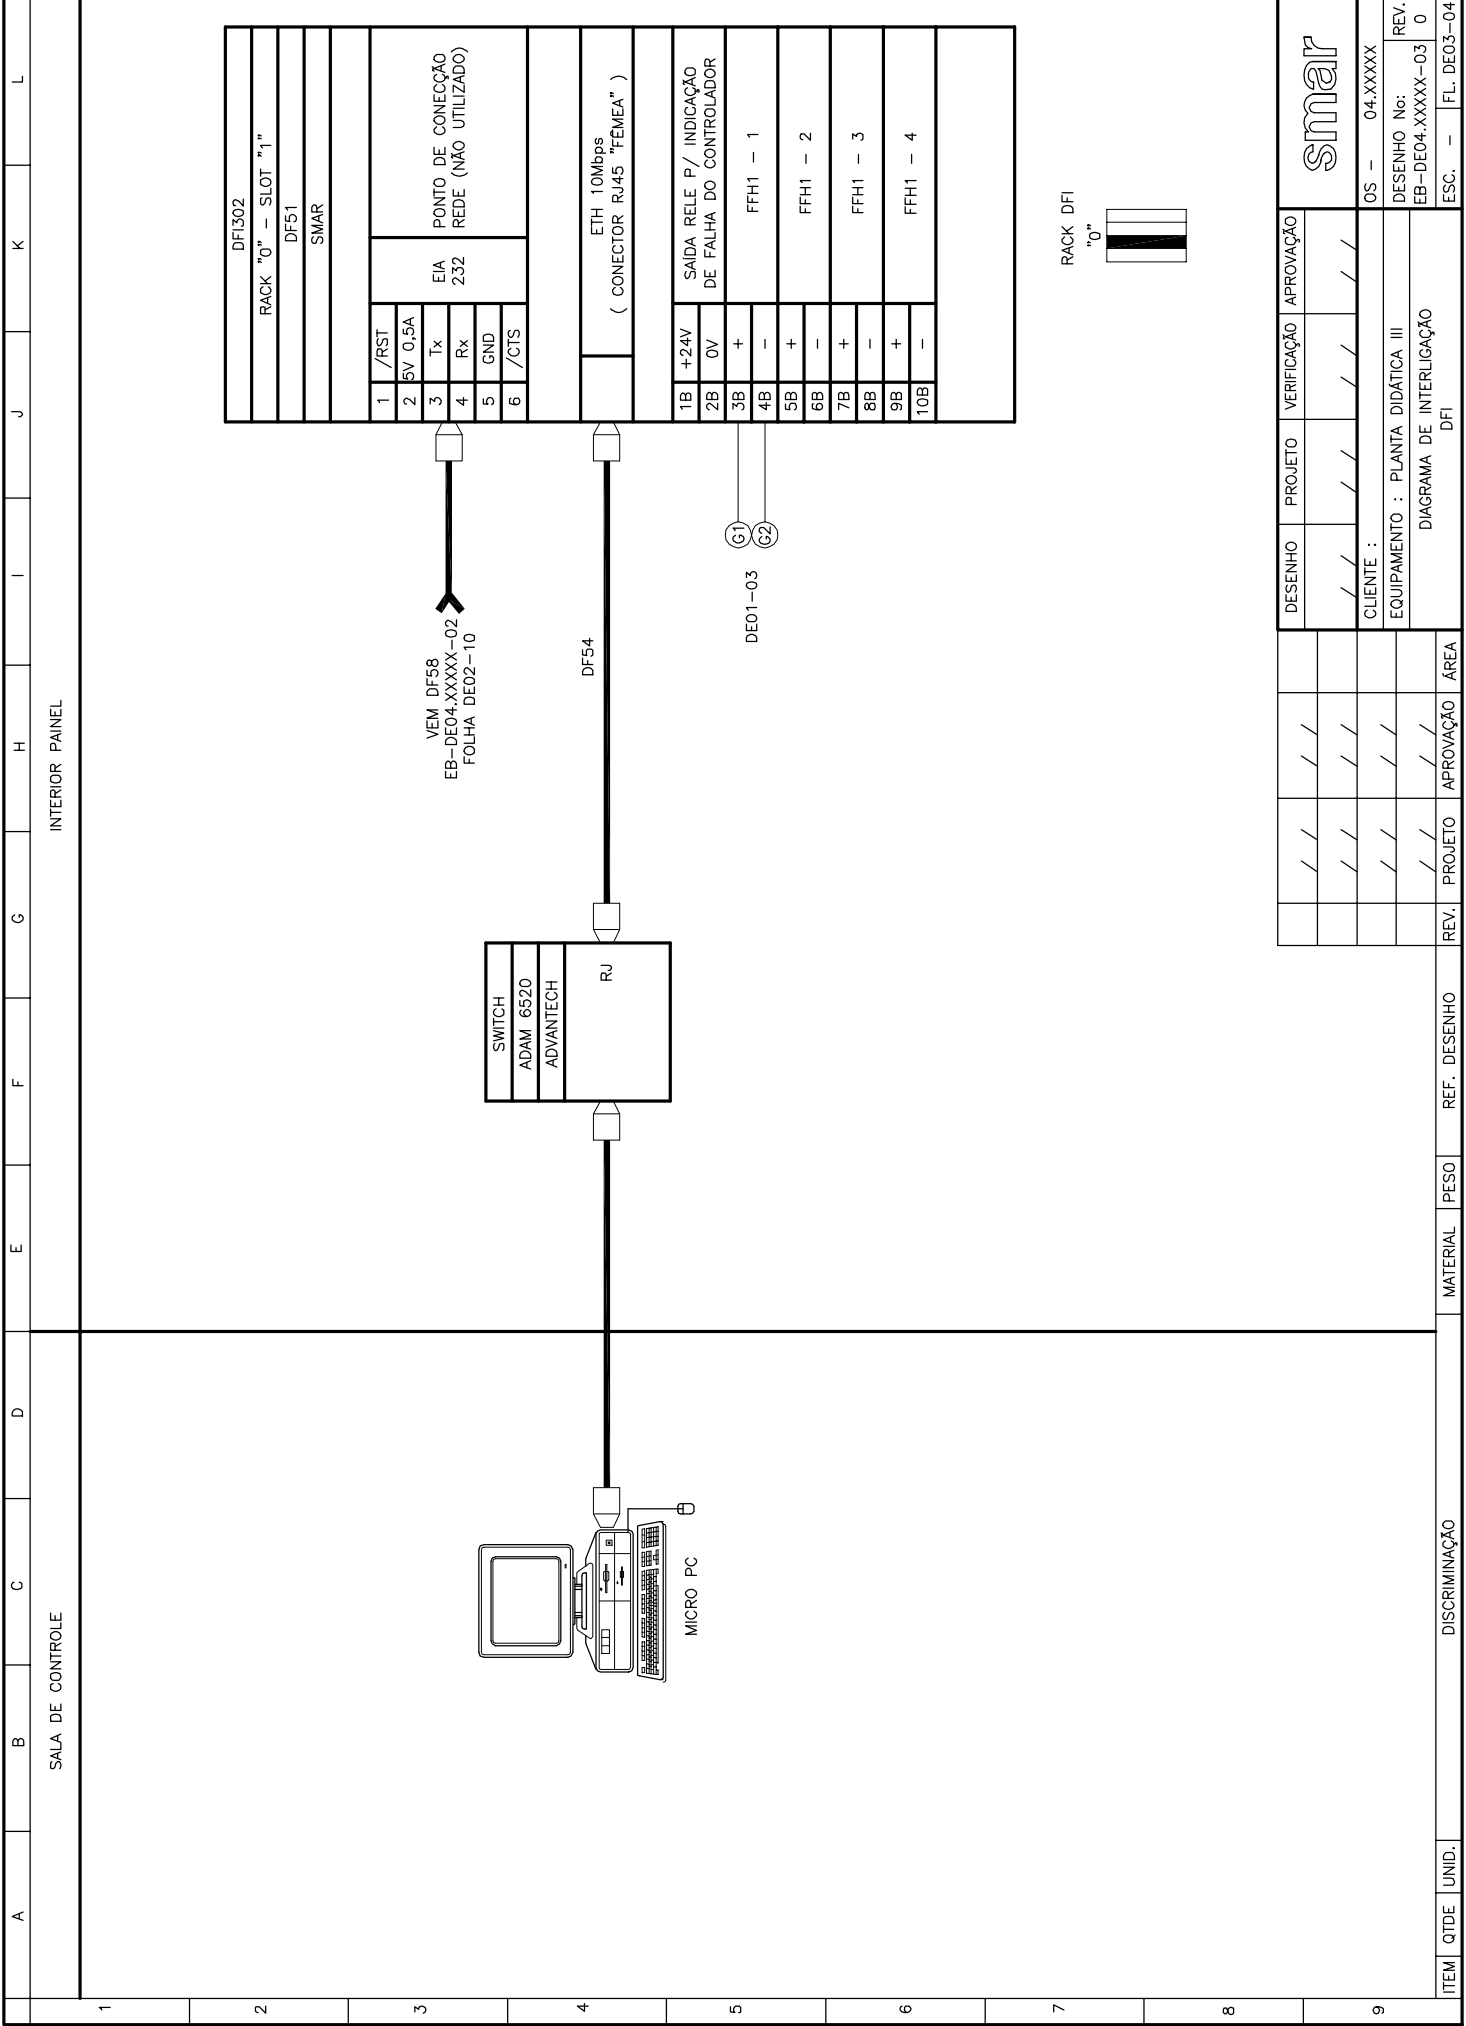 A B C D E F G H I J K L
SALA DE CONTROLE
INTERIOR PAINEL
1
2
3
4
5
6
7
8
9
DFI302
RACK "0" – SLOT "1"
DF51
SMAR
1 /RST
2 5V 0,5A
3 Tx
4 Rx
5 GND
6 /CTS
EIA
232
PONTO DE CONECÇÃO
REDE (NÃO UTILIZADO)
ETH 10Mbps
( CONECTOR RJ45 "FÊMEA" )
1B +24V
2B 0V
SAÍDA RELE P/ INDICAÇÃO
DE FALHA DO CONTROLADOR
3B +
4B –
FFH1 – 1
5B +
6B –
FFH1 – 2
7B +
8B –
FFH1 – 3
9B +
10B –
FFH1 – 4
VEM DF58
EB–DE04.XXXXX–02
FOLHA DE02–10
SWITCH
ADAM 6520
ADVANTECH
RJ
DF54
MICRO PC
G1
G2
DE01–03
RACK DFI
"0"
DESENHO PROJETO VERIFICAÇÃO APROVAÇÃO
/ / / / / / / /
smar
CLIENTE :
OS – 04.XXXXX
EQUIPAMENTO : PLANTA DIDÁTICA III
DESENHO No:
EB–DE04.XXXXX–03
REV.
0
DIAGRAMA DE INTERLIGAÇÃO
DFI
ESC. – FL. DE03–04
/ / / /
/ / / /
/ / / /
/ / / /
ITEM QTDE UNID. DISCRIMINAÇÃO MATERIAL PESO REF. DESENHO REV. PROJETO APROVAÇÃO ÁREA